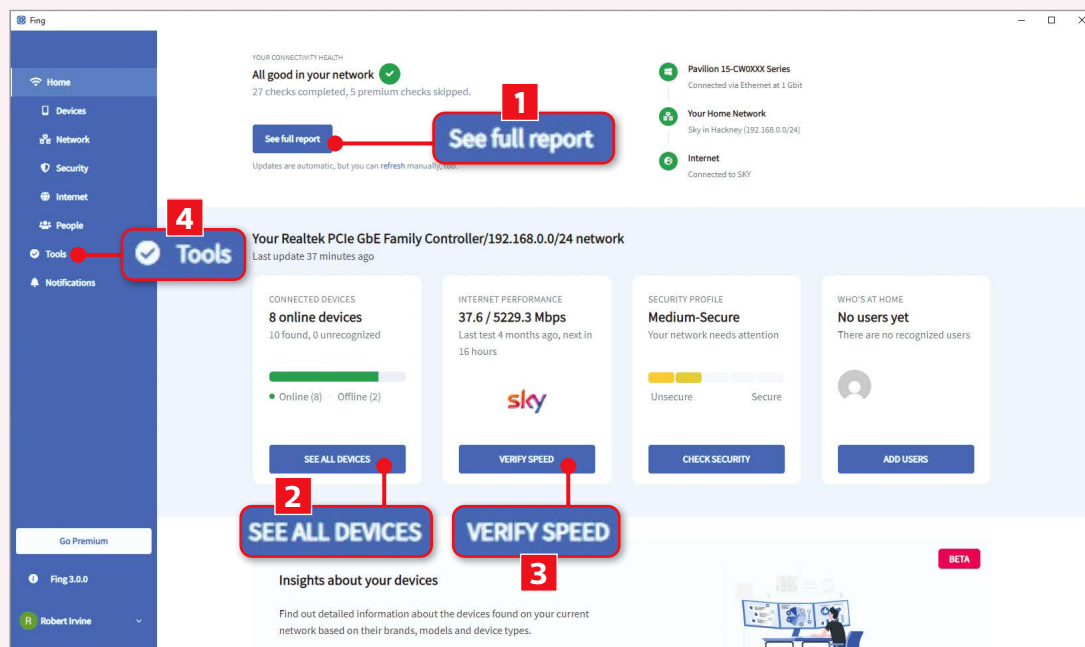 Fing
Home
Devices
Network
Security
Internet
People
Tools
Notifications
Go Premium
Fing 3.0.0
R Robert Irvine
YOUR CONNECTIVITY HEALTH
All good in your network
27 checks completed, 5 premium checks skipped.
See full report
Updates are automatic, but you can refresh manually, too.
1
See full report
Pavilion 15-CW0XXX Series
Connected via Ethernet at 1 Gbit
Your Home Network
Sky in Hackney (192.168.0.0/24)
Internet
Connected to SKY
4
Tools
Your Realtek PCIe GbE Family Controller/192.168.0.0/24 network
Last update 37 minutes ago
CONNECTED DEVICES
8 online devices
10 found, 0 unrecognized
Online (8) Offline (2)
SEE ALL DEVICES
INTERNET PERFORMANCE
37.6 / 5229.3 Mbps
Last test 4 months ago, next in
16 hours
sky
VERIFY SPEED
SECURITY PROFILE
Medium-Secure
Your network needs attention
Unsecure Secure
CHECK SECURITY
WHO'S AT HOME
No users yet
There are no recognized users
ADD USERS
2
SEE ALL DEVICES
VERIFY SPEED
3
BETA
Insights about your devices
Find out detailed information about the devices found on your current
network based on their brands, models and device types.